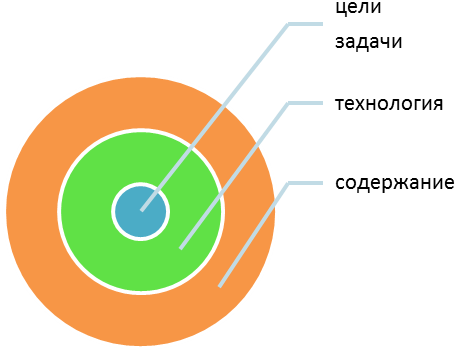 цели
задачи
технология
содержание